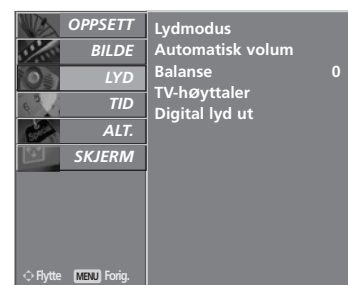 OPPSETT
BILDE
LYD
TID
ALT.
SKJERM
Lydmodus
Automatisk volum
Balanse 0
TV-høyttaler
Digital lyd ut
Flytte MENU Forig.